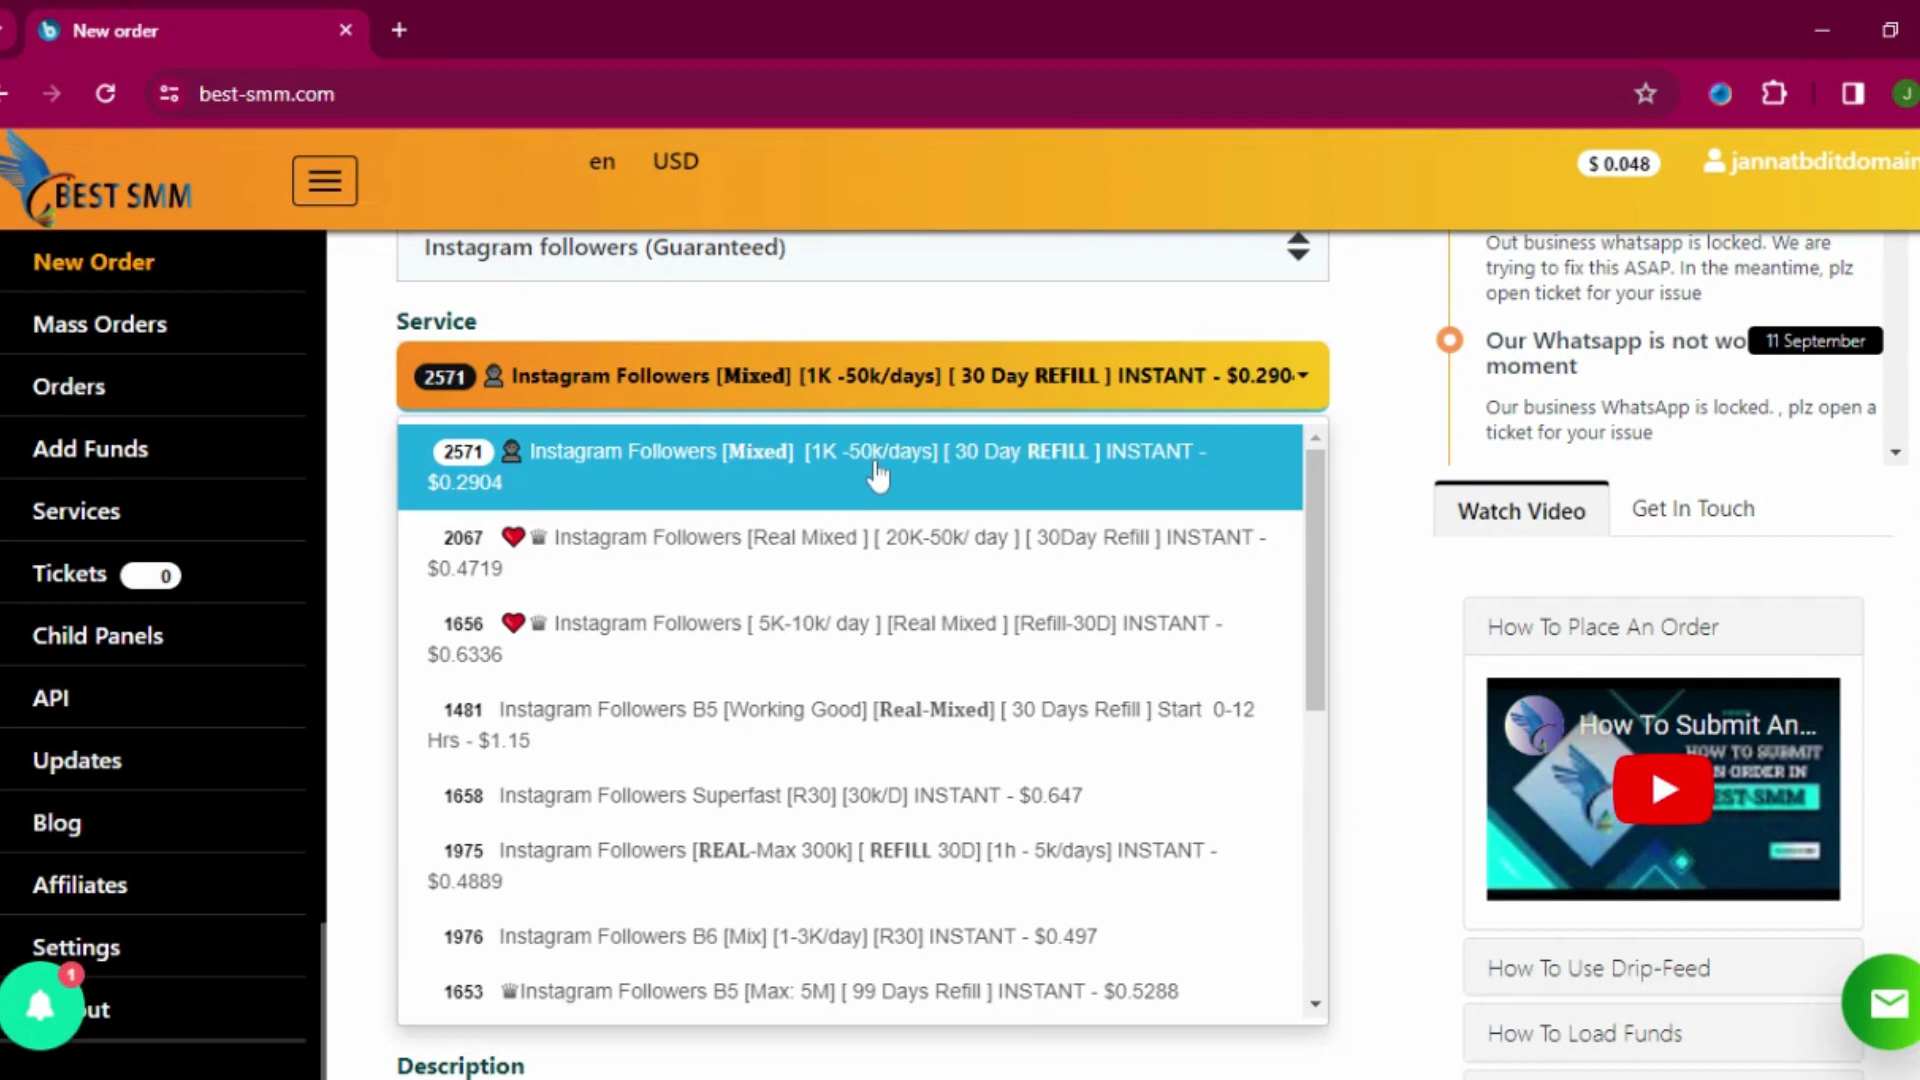 New order
best-smm.com
BEST SMM
en USD
$ 0.048
jannatbditdomain
New Order
Mass Orders
Orders
Add Funds
Services
Tickets 0
Child Panels
API
Updates
Blog
Affiliates
Settings
1
out
Instagram followers (Guaranteed)
Service
2571 Instagram Followers [Mixed] [1K -50k/days] [ 30 Day REFILL ] INSTANT - $0.290
2571 Instagram Followers [Mixed] [1K -50k/days] [ 30 Day REFILL ] INSTANT -
$0.2904
2067 Instagram Followers [Real Mixed ] [ 20K-50k/ day ] [ 30Day Refill ] INSTANT -
$0.4719
1656 Instagram Followers [ 5K-10k/ day ] [Real Mixed ] [Refill-30D] INSTANT -
$0.6336
1481 Instagram Followers B5 [Working Good] [Real-Mixed] [ 30 Days Refill ] Start 0-12
Hrs - $1.15
1658 Instagram Followers Superfast [R30] [30k/D] INSTANT - $0.647
1975 Instagram Followers [REAL-Max 300k] [ REFILL 30D] [1h - 5k/days] INSTANT -
$0.4889
1976 Instagram Followers B6 [Mix] [1-3K/day] [R30] INSTANT - $0.497
1653 Instagram Followers B5 [Max: 5M] [ 99 Days Refill ] INSTANT - $0.5288
Description
Out business whatsapp is locked. We are
trying to fix this ASAP. In the meantime, plz
open ticket for your issue
Our Whatsapp is not wo 11 September
moment
Our business WhatsApp is locked. , plz open a
ticket for your issue
Watch Video Get In Touch
How To Place An Order
How To Submit An...
HOW TO SUBMIT
N ORDER IN
EST-SMM
How To Use Drip-Feed
How To Load Funds
J